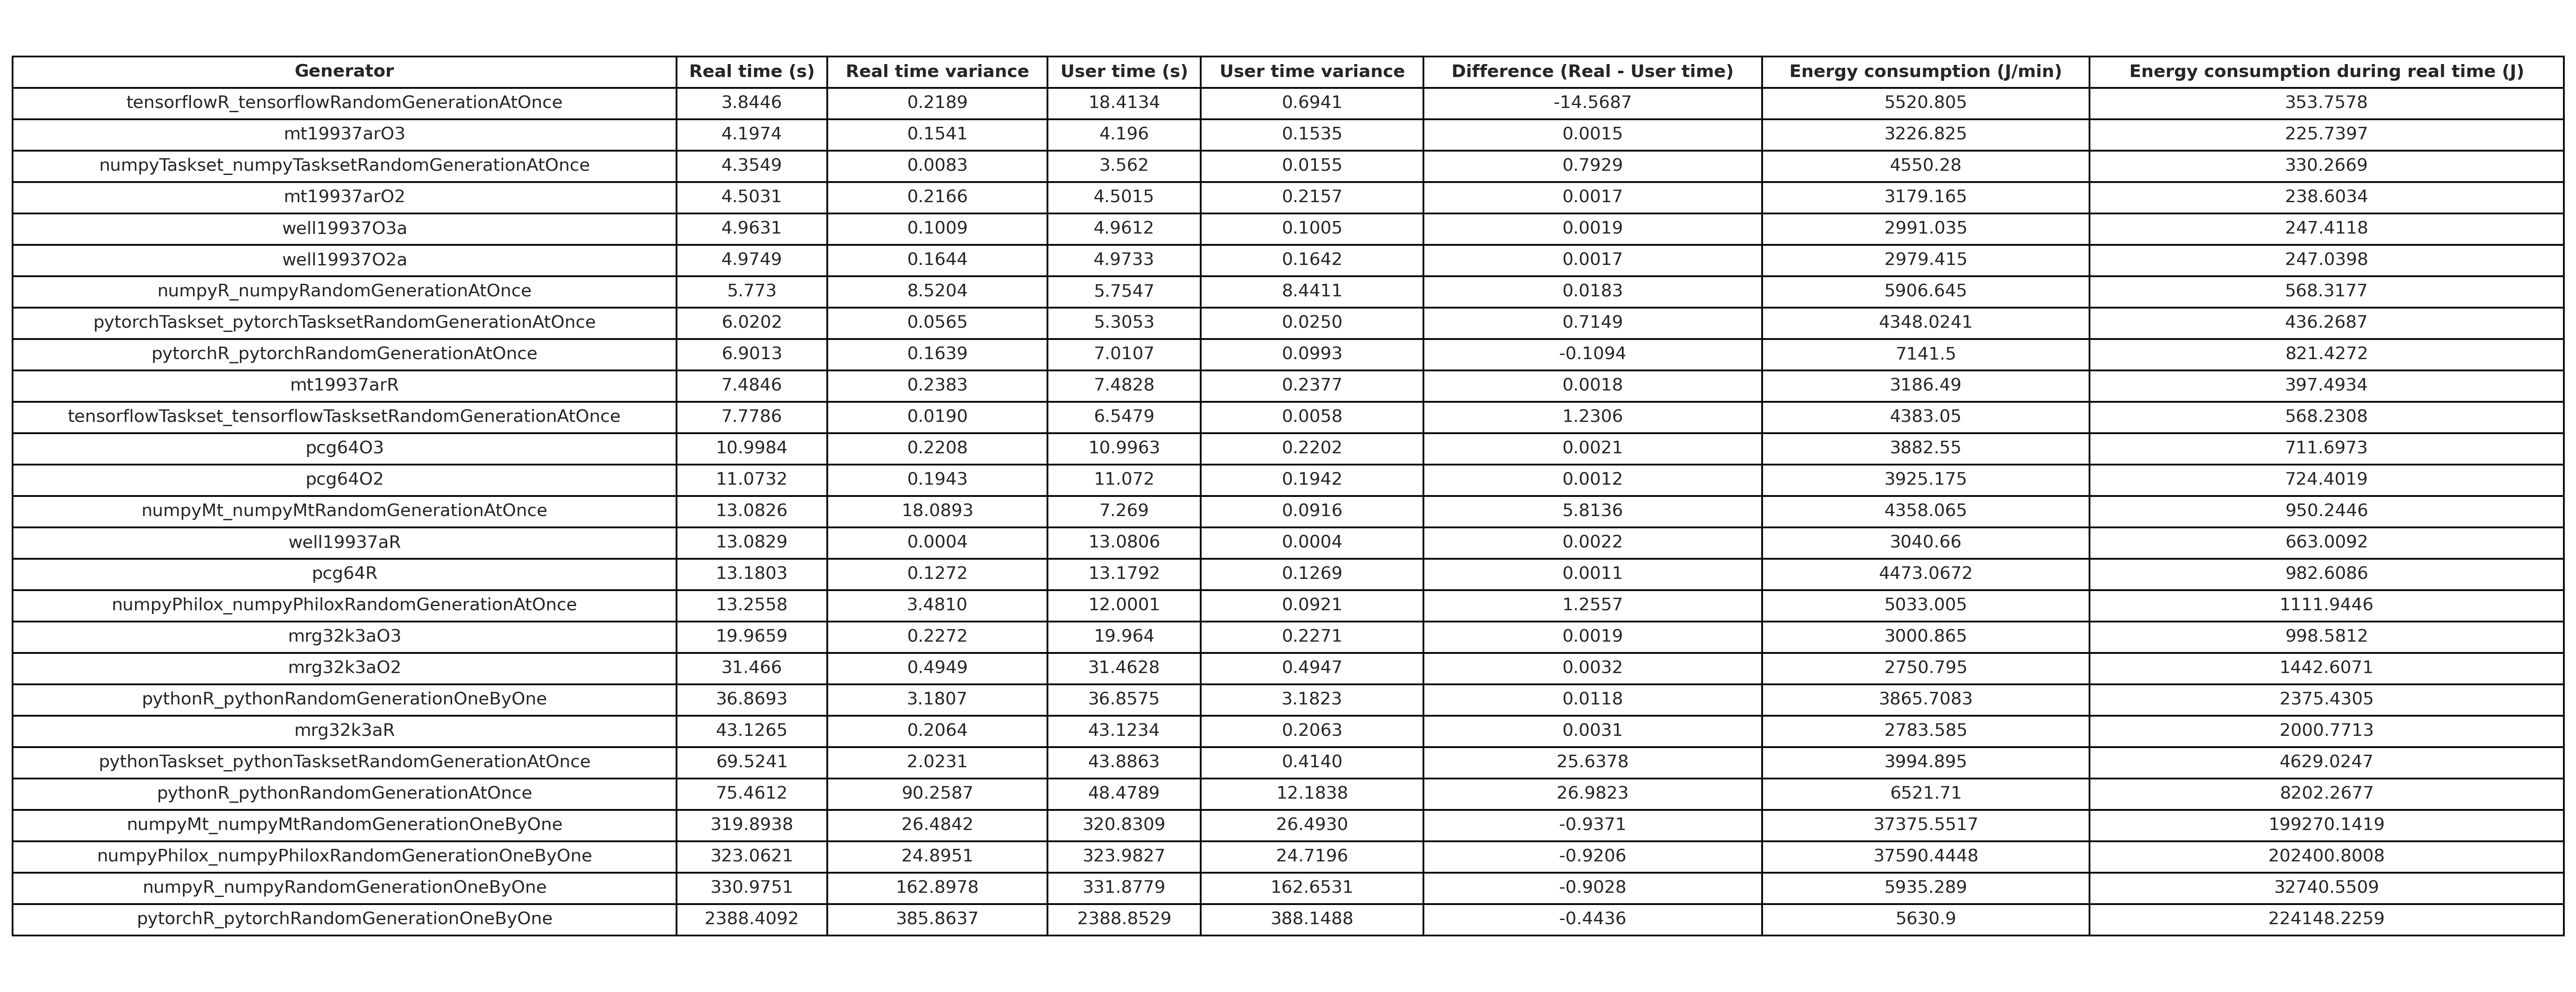 Generator Real time (s) Real time variance User time (s) User time variance Difference (Real - User time) Energy consumption (J/min) Energy consumption during real time (J)
tensorflowR_tensorflowRandomGenerationAtOnce 3.8446 0.2189 18.4134 0.6941 -14.5687 5520.805 353.7578
mt19937arO3 4.1974 0.1541 4.196 0.1535 0.0015 3226.825 225.7397
numpyTaskset_numpyTasksetRandomGenerationAtOnce 4.3549 0.0083 3.562 0.0155 0.7929 4550.28 330.2669
mt19937arO2 4.5031 0.2166 4.5015 0.2157 0.0017 3179.165 238.6034
well19937O3a 4.9631 0.1009 4.9612 0.1005 0.0019 2991.035 247.4118
well19937O2a 4.9749 0.1644 4.9733 0.1642 0.0017 2979.415 247.0398
numpyR_numpyRandomGenerationAtOnce 5.773 8.5204 5.7547 8.4411 0.0183 5906.645 568.3177
pytorchTaskset_pytorchTasksetRandomGenerationAtOnce 6.0202 0.0565 5.3053 0.0250 0.7149 4348.0241 436.2687
pytorchR_pytorchRandomGenerationAtOnce 6.9013 0.1639 7.0107 0.0993 -0.1094 7141.5 821.4272
mt19937arR 7.4846 0.2383 7.4828 0.2377 0.0018 3186.49 397.4934
tensorflowTaskset_tensorflowTasksetRandomGenerationAtOnce 7.7786 0.0190 6.5479 0.0058 1.2306 4383.05 568.2308
pcg64O3 10.9984 0.2208 10.9963 0.2202 0.0021 3882.55 711.6973
pcg64O2 11.0732 0.1943 11.072 0.1942 0.0012 3925.175 724.4019
numpyMt_numpyMtRandomGenerationAtOnce 13.0826 18.0893 7.269 0.0916 5.8136 4358.065 950.2446
well19937aR 13.0829 0.0004 13.0806 0.0004 0.0022 3040.66 663.0092
pcg64R 13.1803 0.1272 13.1792 0.1269 0.0011 4473.0672 982.6086
numpyPhilox_numpyPhiloxRandomGenerationAtOnce 13.2558 3.4810 12.0001 0.0921 1.2557 5033.005 1111.9446
mrg32k3aO3 19.9659 0.2272 19.964 0.2271 0.0019 3000.865 998.5812
mrg32k3aO2 31.466 0.4949 31.4628 0.4947 0.0032 2750.795 1442.6071
pythonR_pythonRandomGenerationOneByOne 36.8693 3.1807 36.8575 3.1823 0.0118 3865.7083 2375.4305
mrg32k3aR 43.1265 0.2064 43.1234 0.2063 0.0031 2783.585 2000.7713
pythonTaskset_pythonTasksetRandomGenerationAtOnce 69.5241 2.0231 43.8863 0.4140 25.6378 3994.895 4629.0247
pythonR_pythonRandomGenerationAtOnce 75.4612 90.2587 48.4789 12.1838 26.9823 6521.71 8202.2677
numpyMt_numpyMtRandomGenerationOneByOne 319.8938 26.4842 320.8309 26.4930 -0.9371 37375.5517 199270.1419
numpyPhilox_numpyPhiloxRandomGenerationOneByOne 323.0621 24.8951 323.9827 24.7196 -0.9206 37590.4448 202400.8008
numpyR_numpyRandomGenerationOneByOne 330.9751 162.8978 331.8779 162.6531 -0.9028 5935.289 32740.5509
pytorchR_pytorchRandomGenerationOneByOne 2388.4092 385.8637 2388.8529 388.1488 -0.4436 5630.9 224148.2259